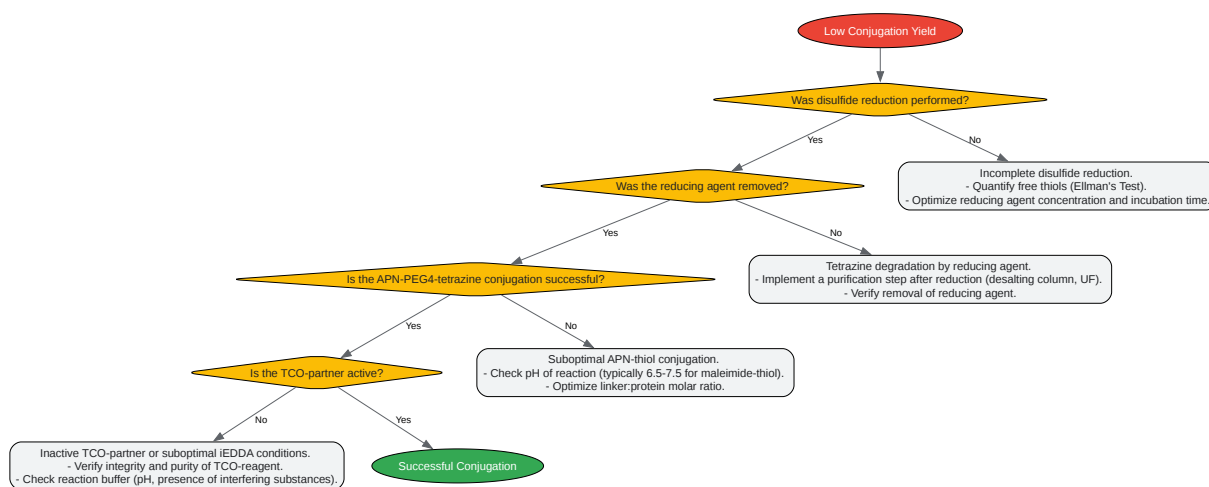 Low Conjugation Yield
Was disulfide reduction performed?
Yes
No
Incomplete disulfide reduction.
- Quantify free thiols (Ellman's Test).
- Optimize reducing agent concentration and incubation time.
Was the reducing agent removed?
Yes
No
Tetrazine degradation by reducing agent.
- Implement a purification step after reduction (desalting column, UF).
- Verify removal of reducing agent.
Is the APN-PEG4-tetrazine conjugation successful?
Yes
No
Suboptimal APN-thiol conjugation.
- Check pH of reaction (typically 6.5-7.5 for maleimide-thiol).
- Optimize linker:protein molar ratio.
Is the TCO-partner active?
No
Yes
Inactive TCO-partner or suboptimal iEDDA conditions.
- Verify integrity and purity of TCO-reagent.
- Check reaction buffer (pH, presence of interfering substances).
Successful Conjugation